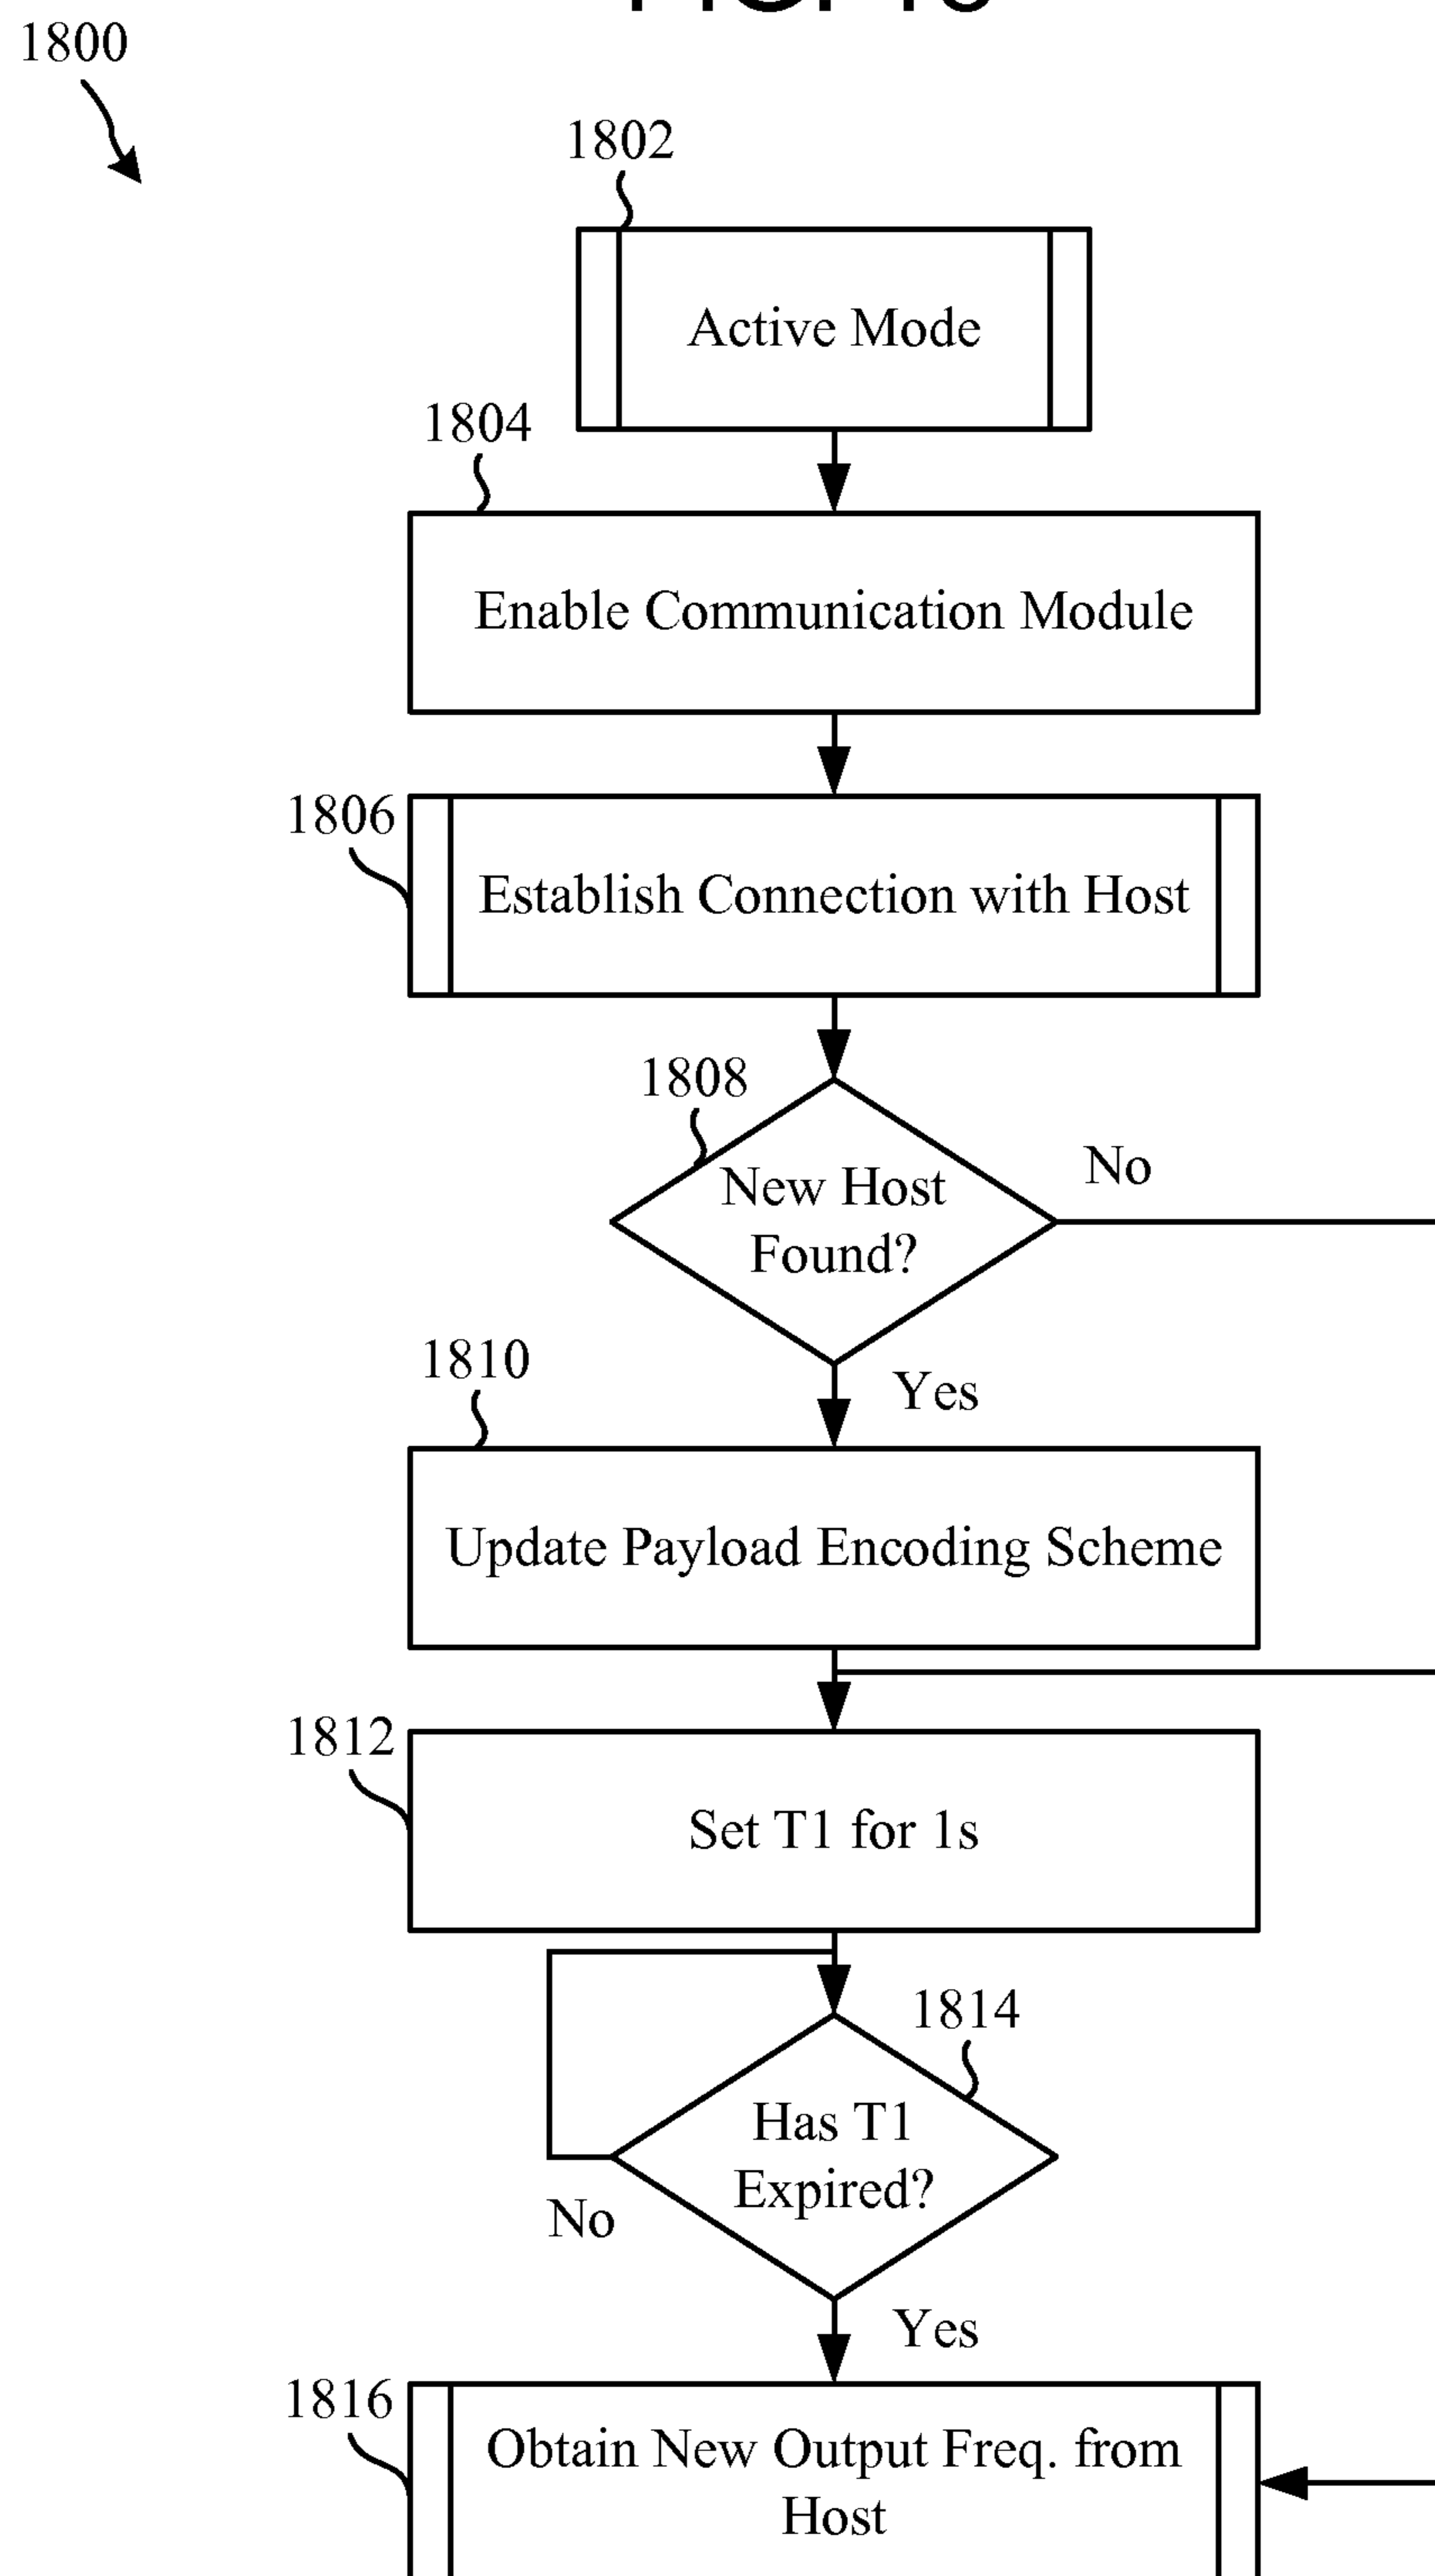 1800
1802
Active Mode
1804
Enable Communication Module
1806
Establish Connection with Host
1808
New Host
Found?
No
Yes
1810
Update Payload Encoding Scheme
1812
Set T1 for 1s
1814
Has T1
Expired?
No
Yes
1816
Obtain New Output Freq. from
Host